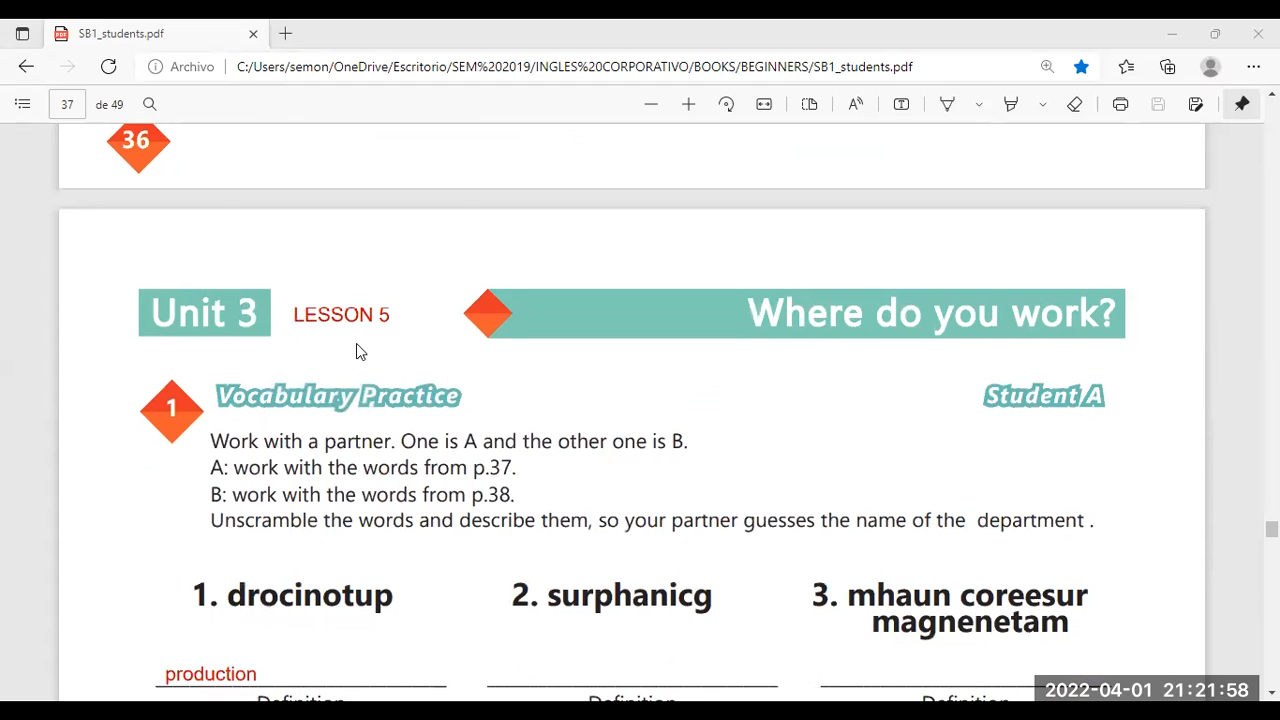 SB1_students.pdf
Archivo
C:/Users/semon/OneDrive/Escritorio/SEM%202019/INGLES%20CORPORATIVO/BOOKS/BEGINNERS/SB1_students.pdf
37 de 49
36
Unit 3 LESSON 5 Where do you work?
1 Vocabulary Practice Student A
Work with a partner. One is A and the other one is B.
A: work with the words from p.37.
B: work with the words from p.38.
Unscramble the words and describe them, so your partner guesses the name of the department .
1. drocinotup 2. surphanicg 3. mhaun coreesur
magnenetam
production
Definition Definition Definition
2022-04-01 21:21:58